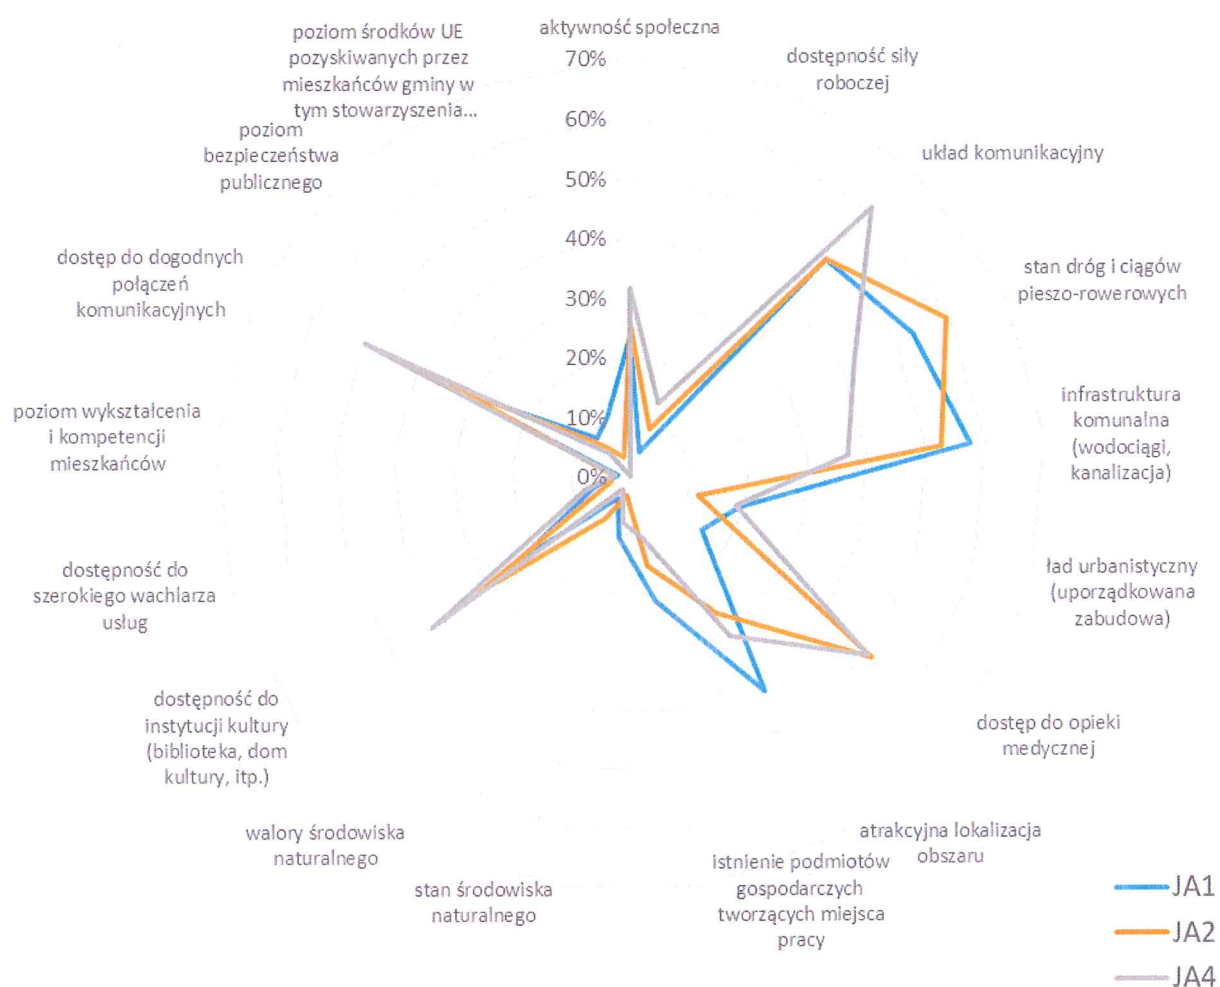 aktywność społeczna
70%
60%
50%
40%
30%
20%
10%
0%
dostępność siły
roboczej
układ komunikacyjny
stan dróg i ciągów
pieszo-rowerowych
infrastruktura
komunalna
(wodociągi,
kanalizacja)
ład urbanistyczny
(uporządkowana
zabudowa)
dostęp do opieki
medycznej
atrakcyjna lokalizacja
obszaru
istnienie podmiotów
gospodarczych
tworzących miejsca
pracy
stan środowiska
naturalnego
walory środowiska
naturalnego
dostępność do
instytucji kultury
(biblioteka, dom
kultury, itp.)
dostępność do
szerokiego wachlarza
usług
poziom wykształcenia
i kompetencji
mieszkańców
dostęp do dogodnych
połączeń
komunikacyjnych
poziom
bezpieczeństwa
publicznego
poziom środków UE
pozyskiwanych przez
mieszkańców gminy w
tym stowarzyszenia...
JA1
JA2
JA4